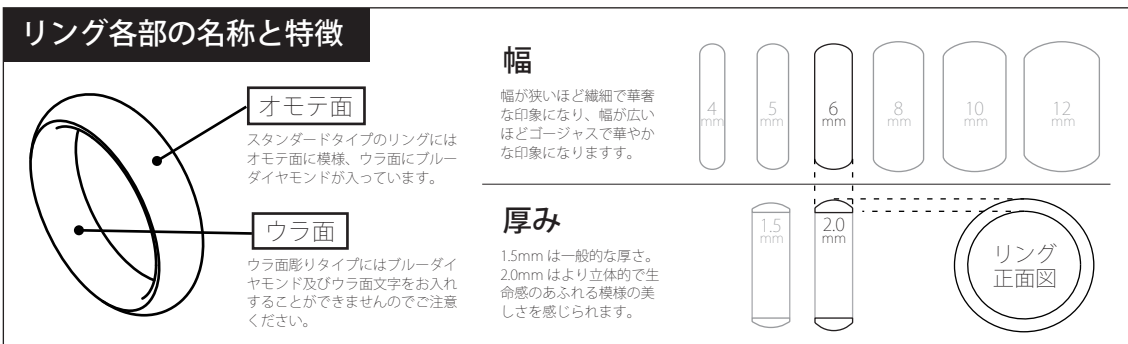 リング各部の名称と特徴
オモテ面
スタンダードタイプのリングには
オモテ面に模様、ウラ面にブルー
ダイヤモンドが入っています。
ウラ面
ウラ面彫りタイプにはブルーダイ
ヤモンド及びウラ面文字をお入れ
することができませんのでご注意
ください。
幅
幅が狭いほど繊細で華奢
な印象になり、幅が広い
ほどゴージャスで華やか
な印象になりますす。
4
mm
5
mm
6
mm
8
mm
10
mm
12
mm
厚み
1.5mm は一般的な厚さ。
2.0mm はより立体的で生
命感のあふれる模様の美
しさを感じられます。
1.5
mm
2.0
mm
リング
正面図